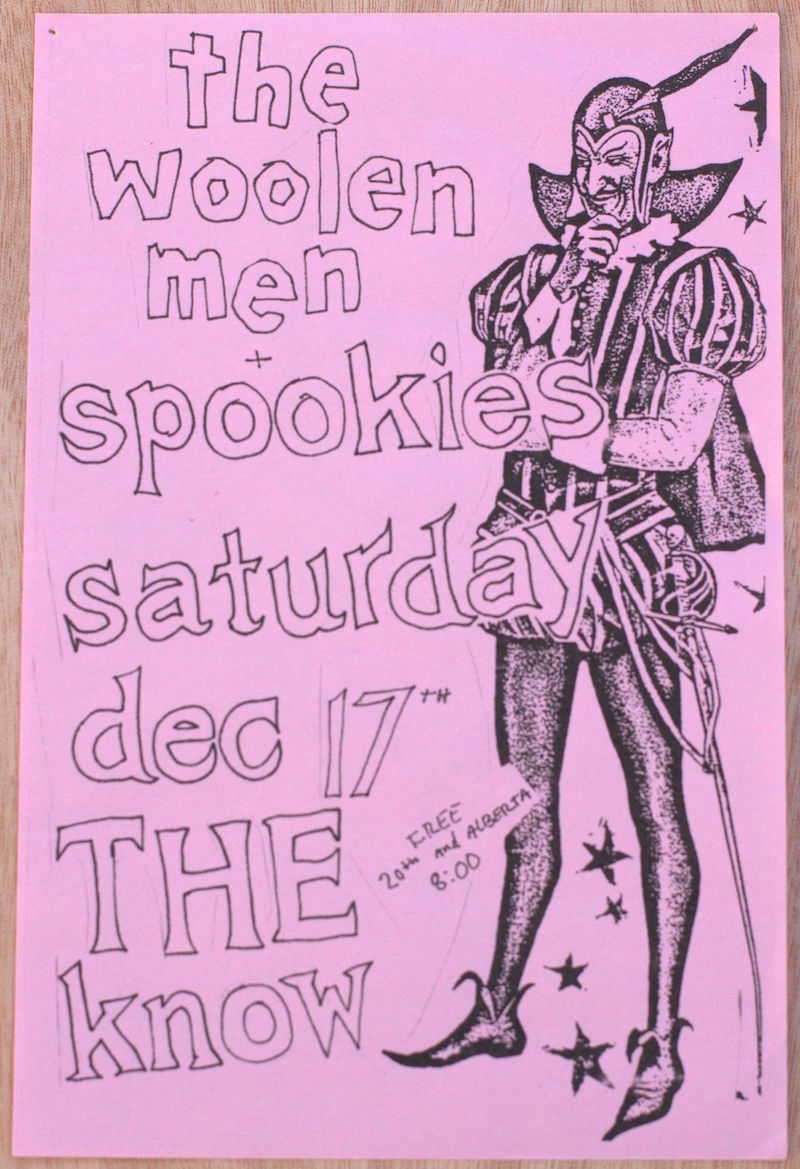 the
woolen
men
+
spookies
saturday
dec 17TH
THE
know
FREE
20th and ALBERTA
8:00